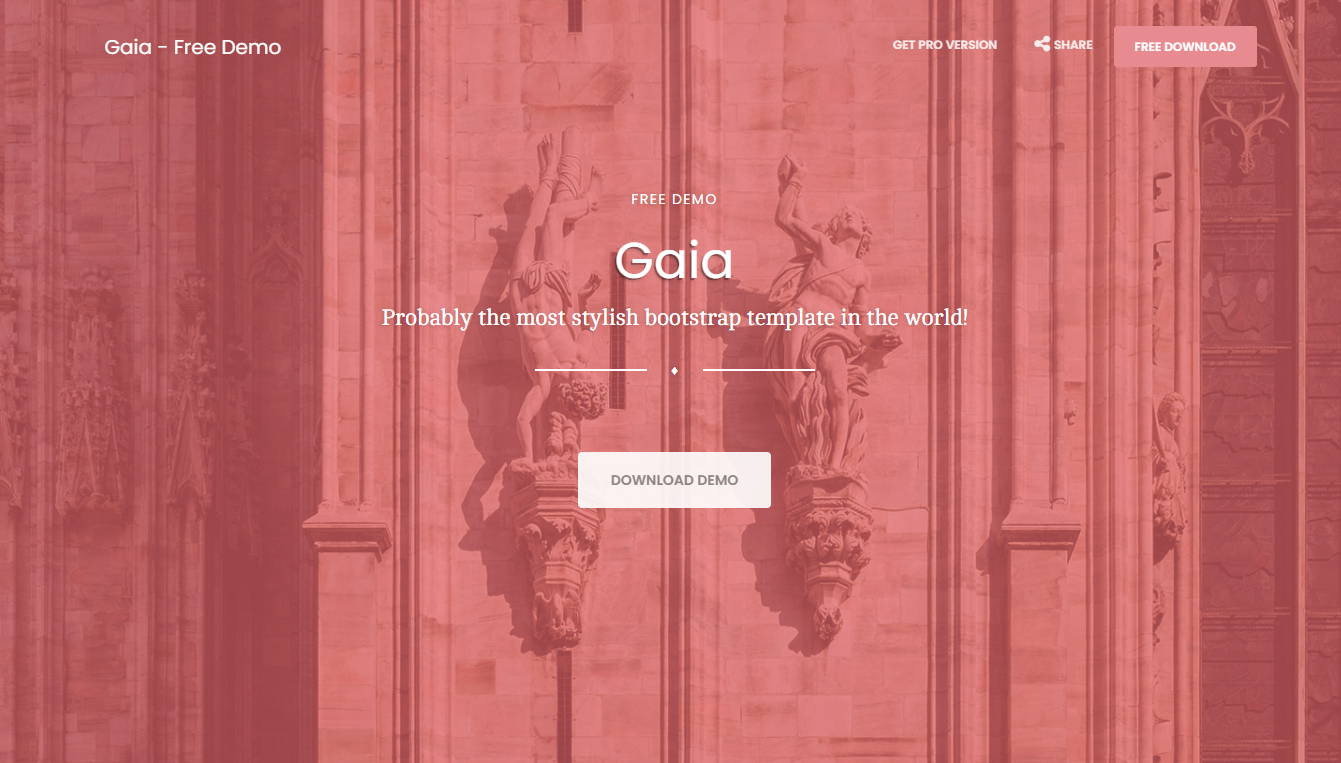 Gaia - Free Demo
GET PRO VERSION
SHARE
FREE DOWNLOAD
FREE DEMO
Gaia
Probably the most stylish bootstrap template in the world!
DOWNLOAD DEMO